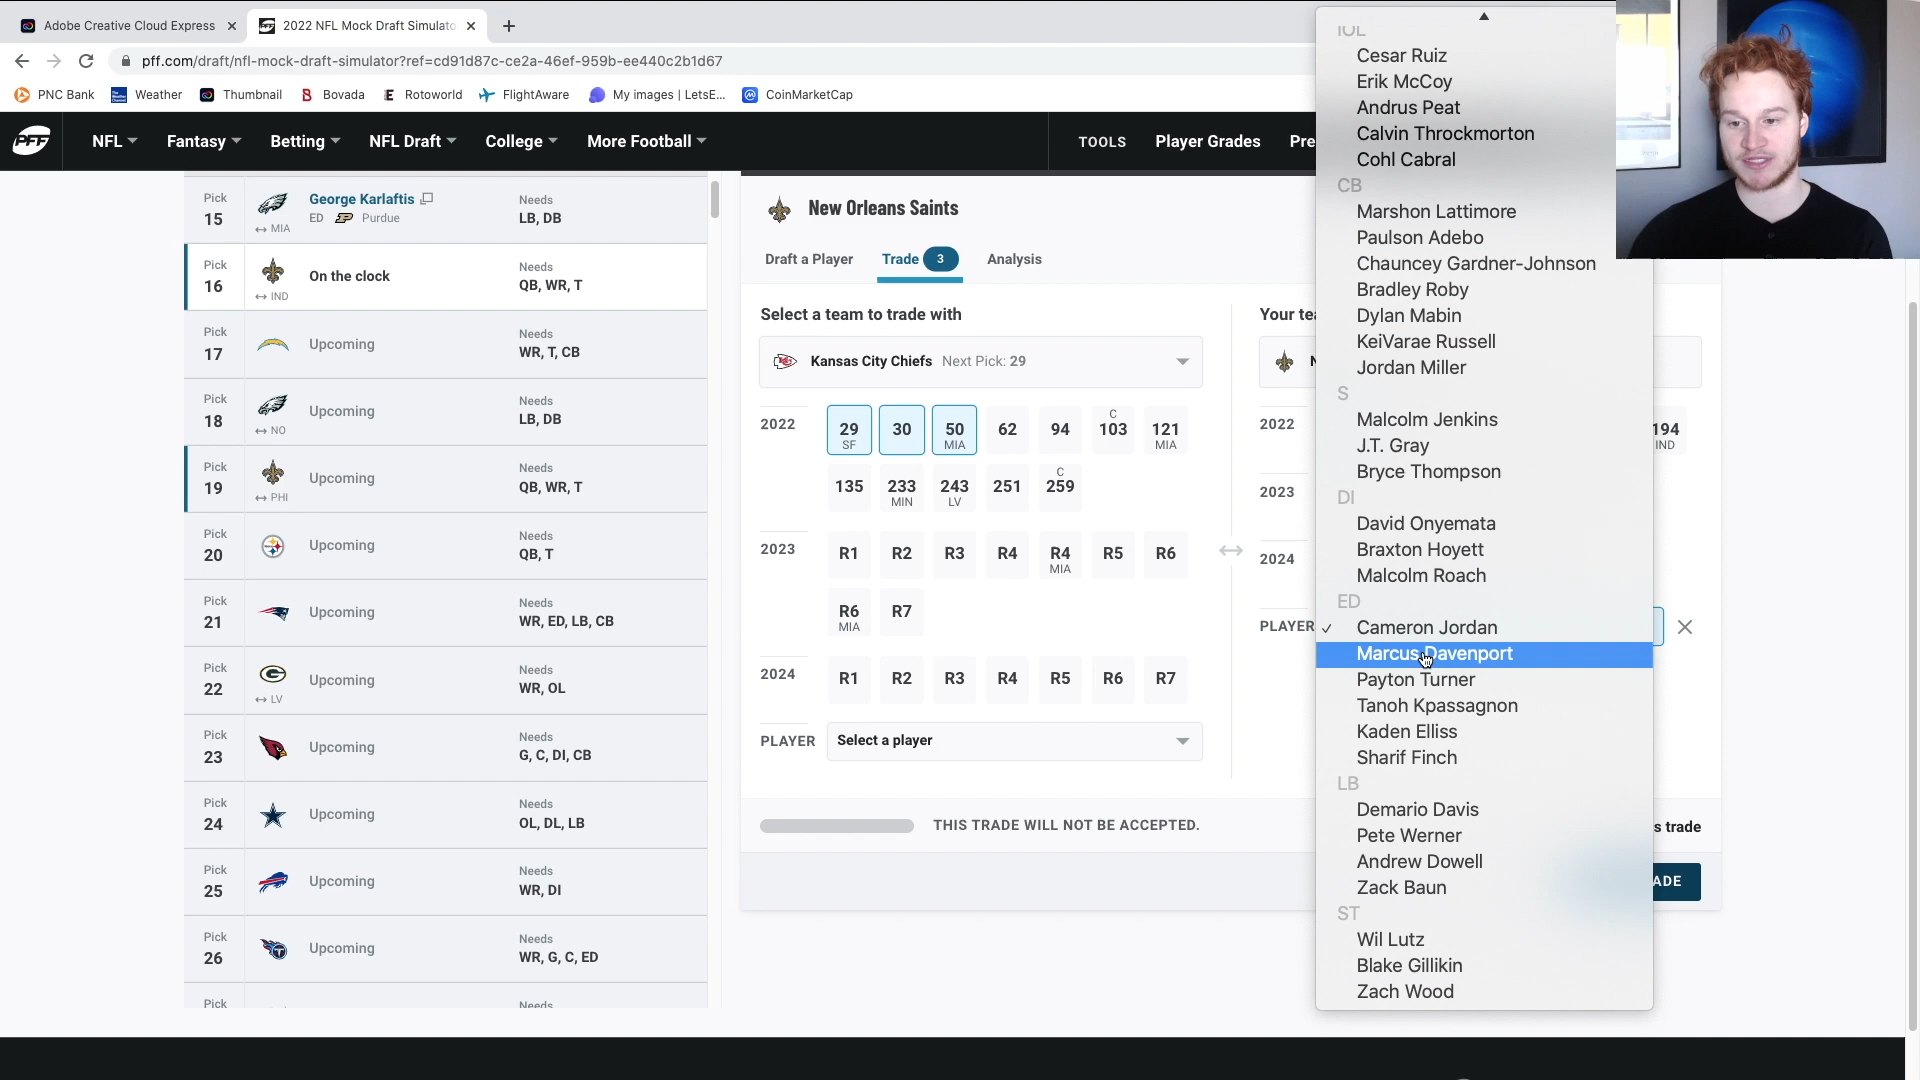 Adobe Creative Cloud Express
2022 NFL Mock Draft Simulato
pff.com/draft/nfl-mock-draft-simulator?ref=cd91d87c-ce2a-46ef-959b-ee440c2b1d67
PNC Bank
Weather
Thumbnail
B Bovada
E Rotoworld
FlightAware
My images | LetsE...
CoinMarketCap
PFF
NFL
Fantasy
Betting
NFL Draft
College
More Football
TOOLS
Player Grades
Pre
Pick 15
MIA
George Karlaftis
ED P Purdue
Needs
LB, DB
Pick 16
IND
On the clock
Needs
QB, WR, T
Pick 17
Upcoming
Needs
WR, T, CB
Pick 18
NO
Upcoming
Needs
LB, DB
Pick 19
PHI
Upcoming
Needs
QB, WR, T
Pick 20
Upcoming
Needs
QB, T
Pick 21
Upcoming
Needs
WR, ED, LB, CB
Pick 22
LV
Upcoming
Needs
WR, OL
Pick 23
Upcoming
Needs
G, C, DI, CB
Pick 24
Upcoming
Needs
OL, DL, LB
Pick 25
Upcoming
Needs
WR, DI
Pick 26
Upcoming
Needs
WR, G, C, ED
Pick
Needs
New Orleans Saints
Draft a Player
Trade 3
Analysis
Select a team to trade with
Kansas City Chiefs Next Pick: 29
2022
29 SF
30
50 MIA
62
94
C 103
121 MIA
135
233 MIN
243 LV
251
C 259
2023
R1
R2
R3
R4
R4 MIA
R5
R6
R6 MIA
R7
2024
R1
R2
R3
R4
R5
R6
R7
PLAYER
Select a player
THIS TRADE WILL NOT BE ACCEPTED.
Your te
N
2022
194 IND
2023
2024
PLAYER
s trade
ADE
IOL
Cesar Ruiz
Erik McCoy
Andrus Peat
Calvin Throckmorton
Cohl Cabral
CB
Marshon Lattimore
Paulson Adebo
Chauncey Gardner-Johnson
Bradley Roby
Dylan Mabin
KeiVarae Russell
Jordan Miller
S
Malcolm Jenkins
J.T. Gray
Bryce Thompson
DI
David Onyemata
Braxton Hoyett
Malcolm Roach
ED
✓ Cameron Jordan
Marcus Davenport
Payton Turner
Tanoh Kpassagnon
Kaden Elliss
Sharif Finch
LB
Demario Davis
Pete Werner
Andrew Dowell
Zack Baun
ST
Wil Lutz
Blake Gillikin
Zach Wood